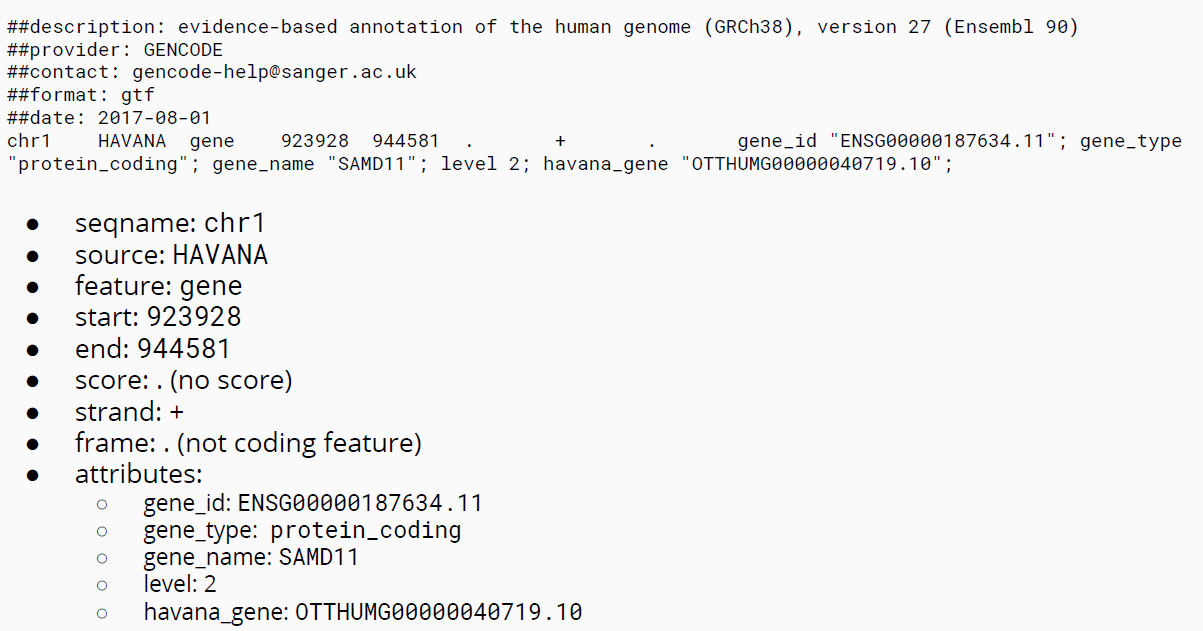 ##description: evidence-based annotation of the human genome (GRCh38), version 27 (Ensembl 90)
##provider: GENCODE
##contact: gencode-help@sanger.ac.uk
##format: gtf
##date: 2017-08-01
chr1 HAVANA gene 923928 944581 . + . gene_id "ENSG00000187634.11"; gene_type
"protein_coding"; gene_name "SAMD11"; level 2; havana_gene "OTTHUMG00000040719.10";
● seqname: chr1
● source: HAVANA
● feature: gene
● start: 923928
● end: 944581
● score: . (no score)
● strand: +
● frame: . (not coding feature)
● attributes:
○ gene_id: ENSG00000187634.11
○ gene_type: protein_coding
○ gene_name: SAMD11
○ level: 2
○ havana_gene: OTTHUMG00000040719.10